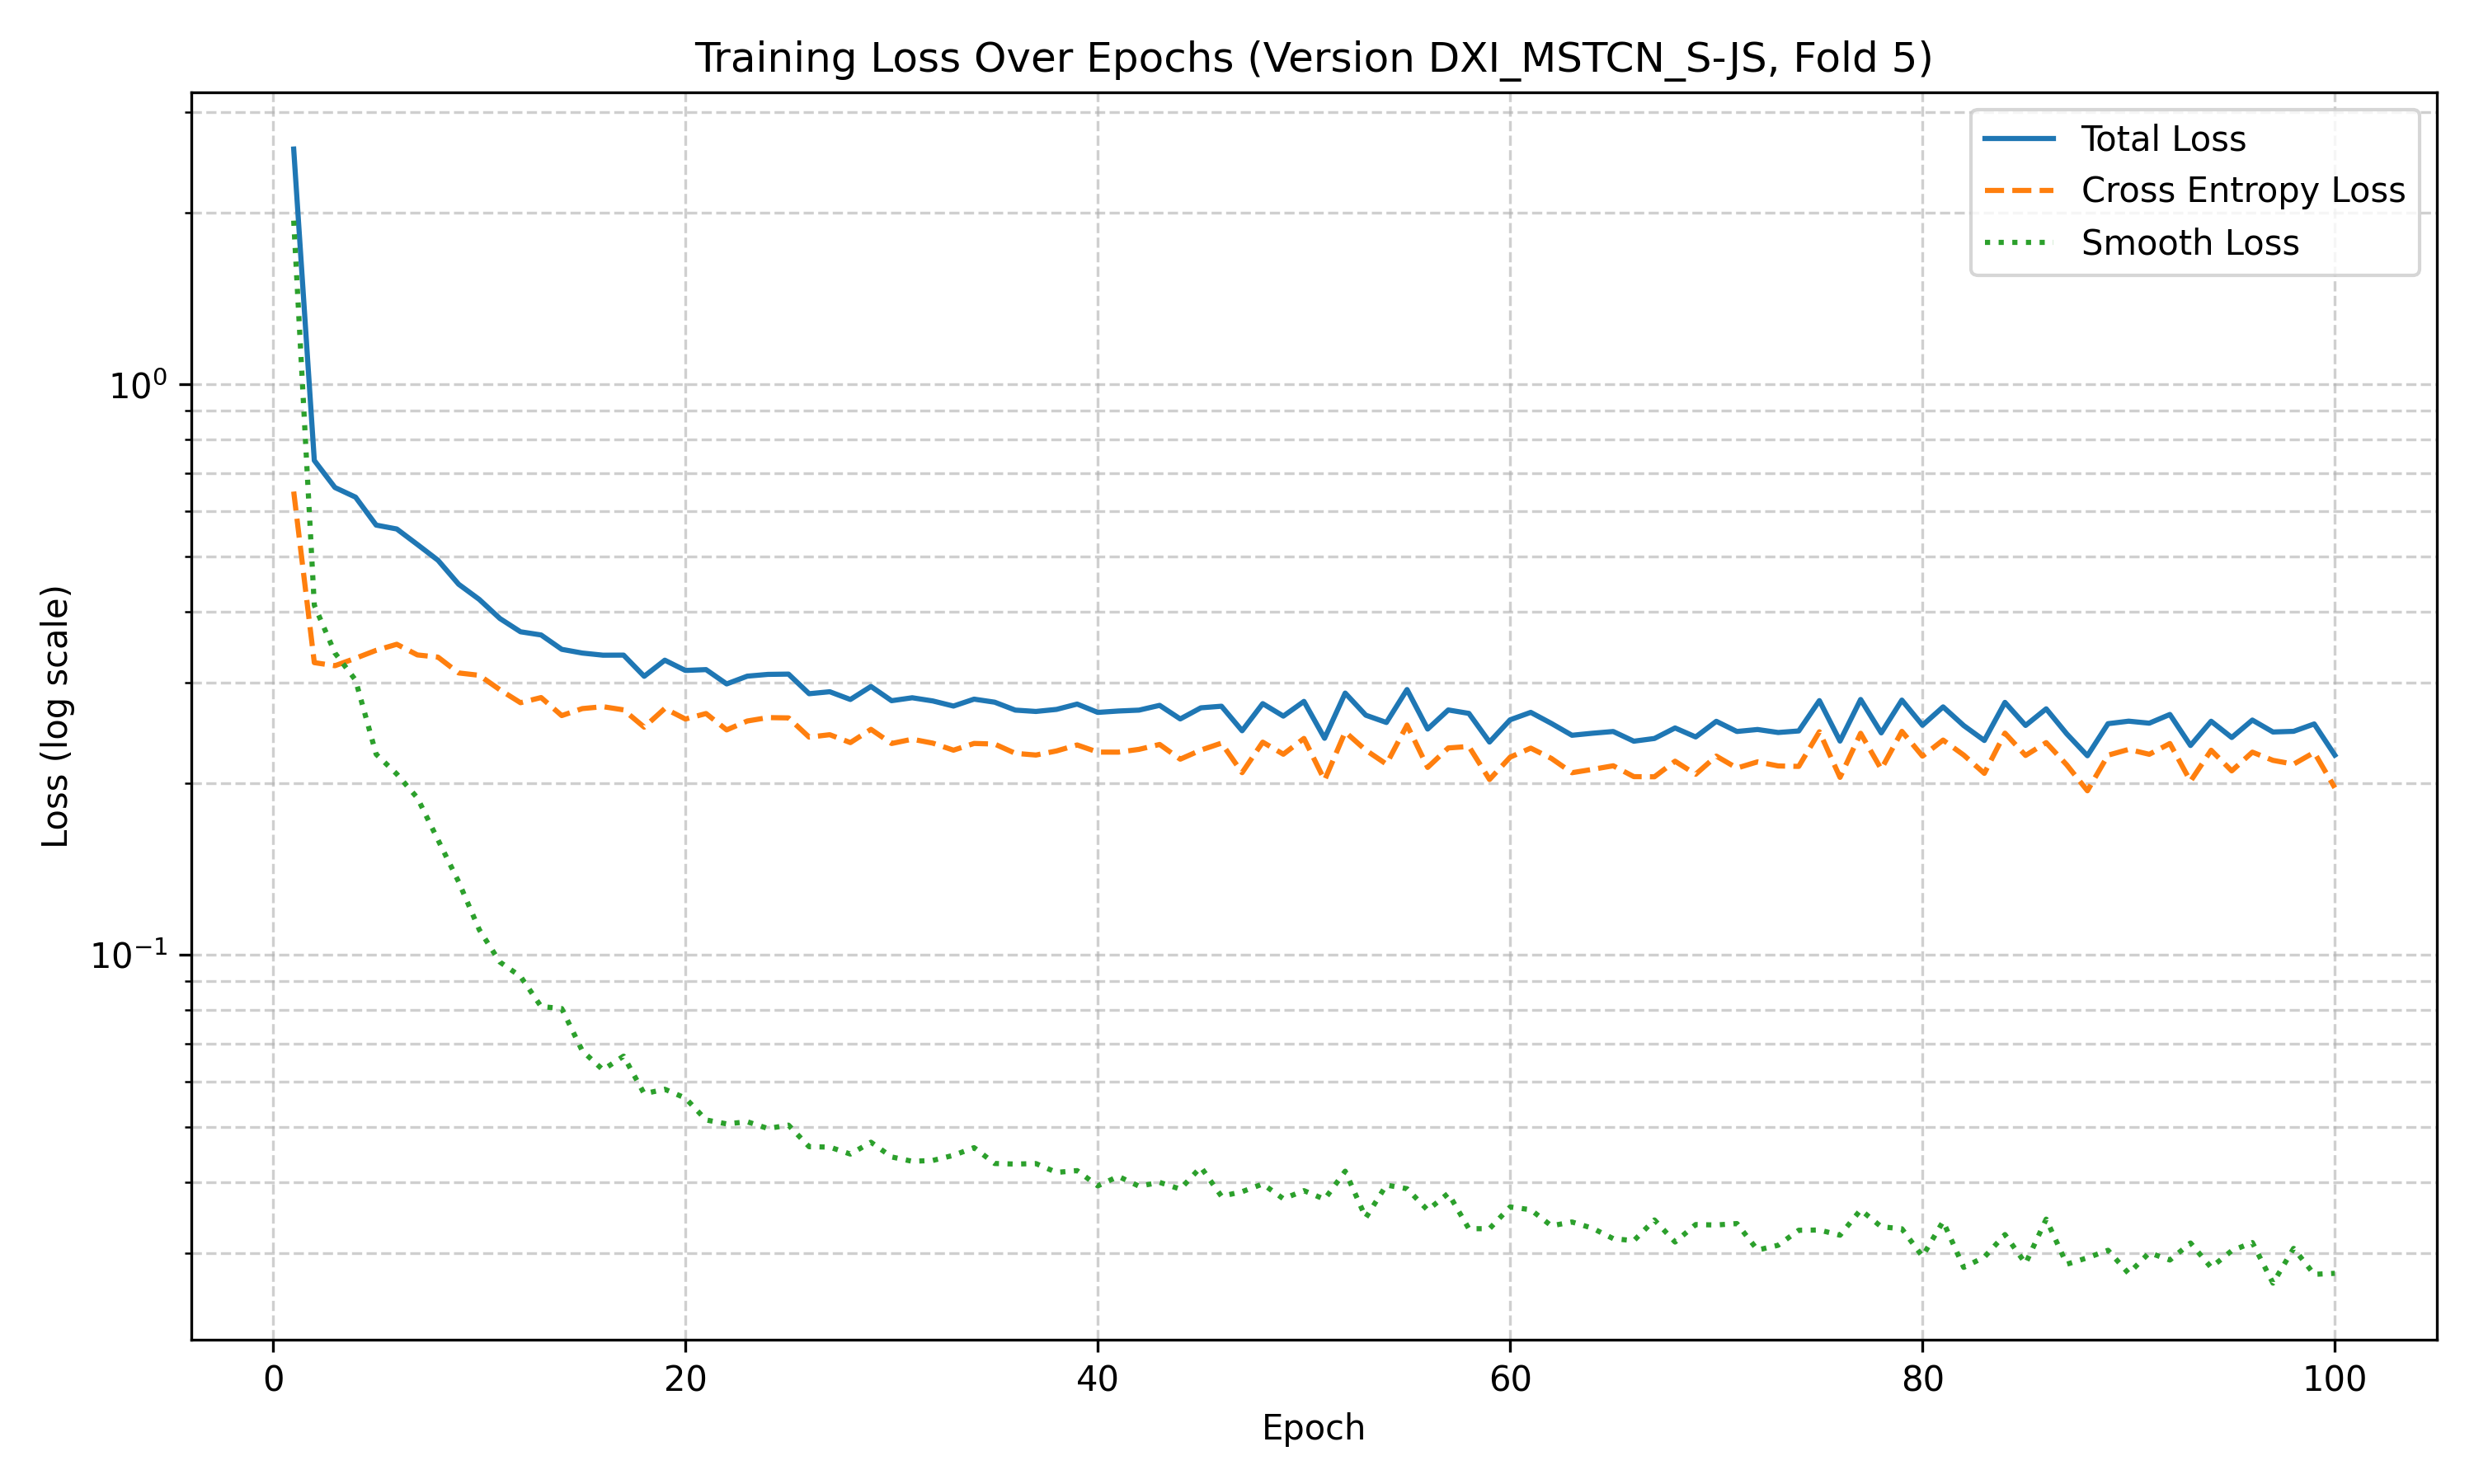 Training Loss Over Epochs (Version DXI_MSTCN_S-JS, Fold 5)
Total Loss
Cross Entropy Loss
Smooth Loss
Loss (log scale)
10⁰
10⁻¹
0 20 40 60 80 100
Epoch